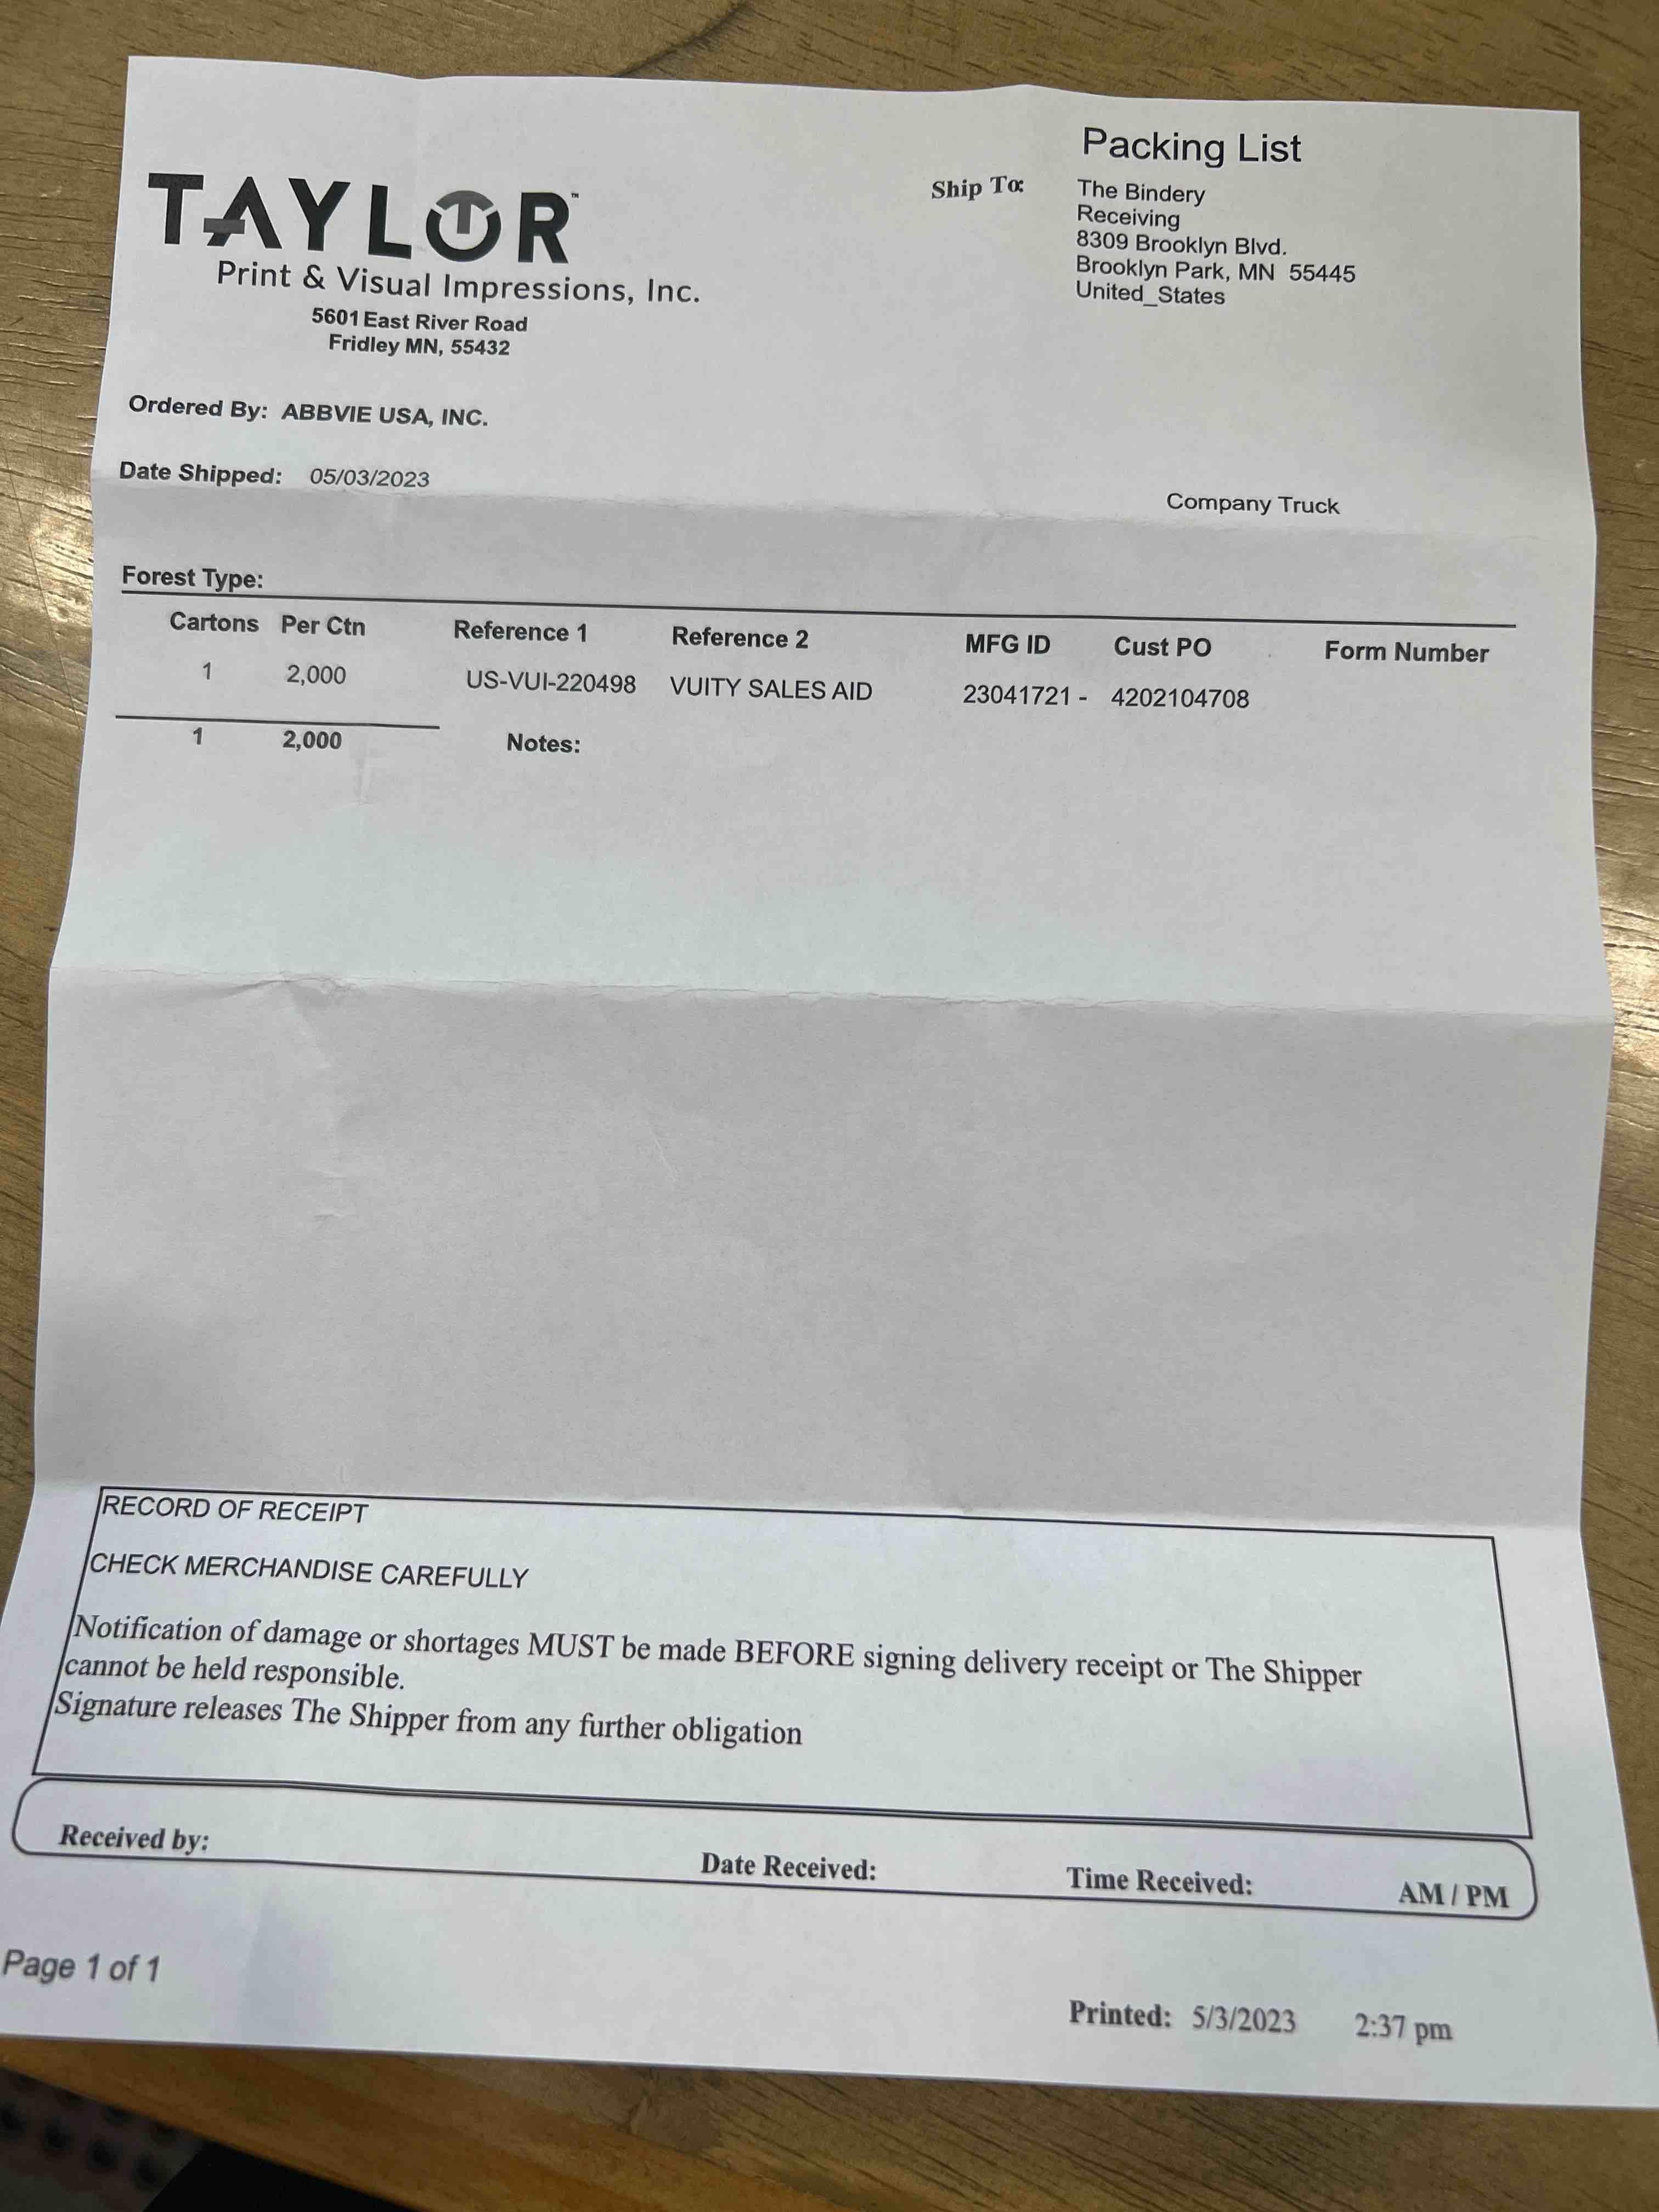 Packing List
TAYLOR™
Print & Visual Impressions, Inc.
5601 East River Road
Fridley MN, 55432
Ship To:
The Bindery
Receiving
8309 Brooklyn Blvd.
Brooklyn Park, MN 55445
United_States
Ordered By: ABBVIE USA, INC.
Date Shipped: 05/03/2023
Company Truck
Forest Type:
Cartons Per Ctn Reference 1 Reference 2 MFG ID Cust PO Form Number
1 2,000 US-VUI-220498 VUITY SALES AID 23041721 - 4202104708
1 2,000 Notes:
RECORD OF RECEIPT
CHECK MERCHANDISE CAREFULLY
Notification of damage or shortages MUST be made BEFORE signing delivery receipt or The Shipper
cannot be held responsible.
Signature releases The Shipper from any further obligation
Received by: Date Received: Time Received: AM / PM
Page 1 of 1
Printed: 5/3/2023 2:37 pm